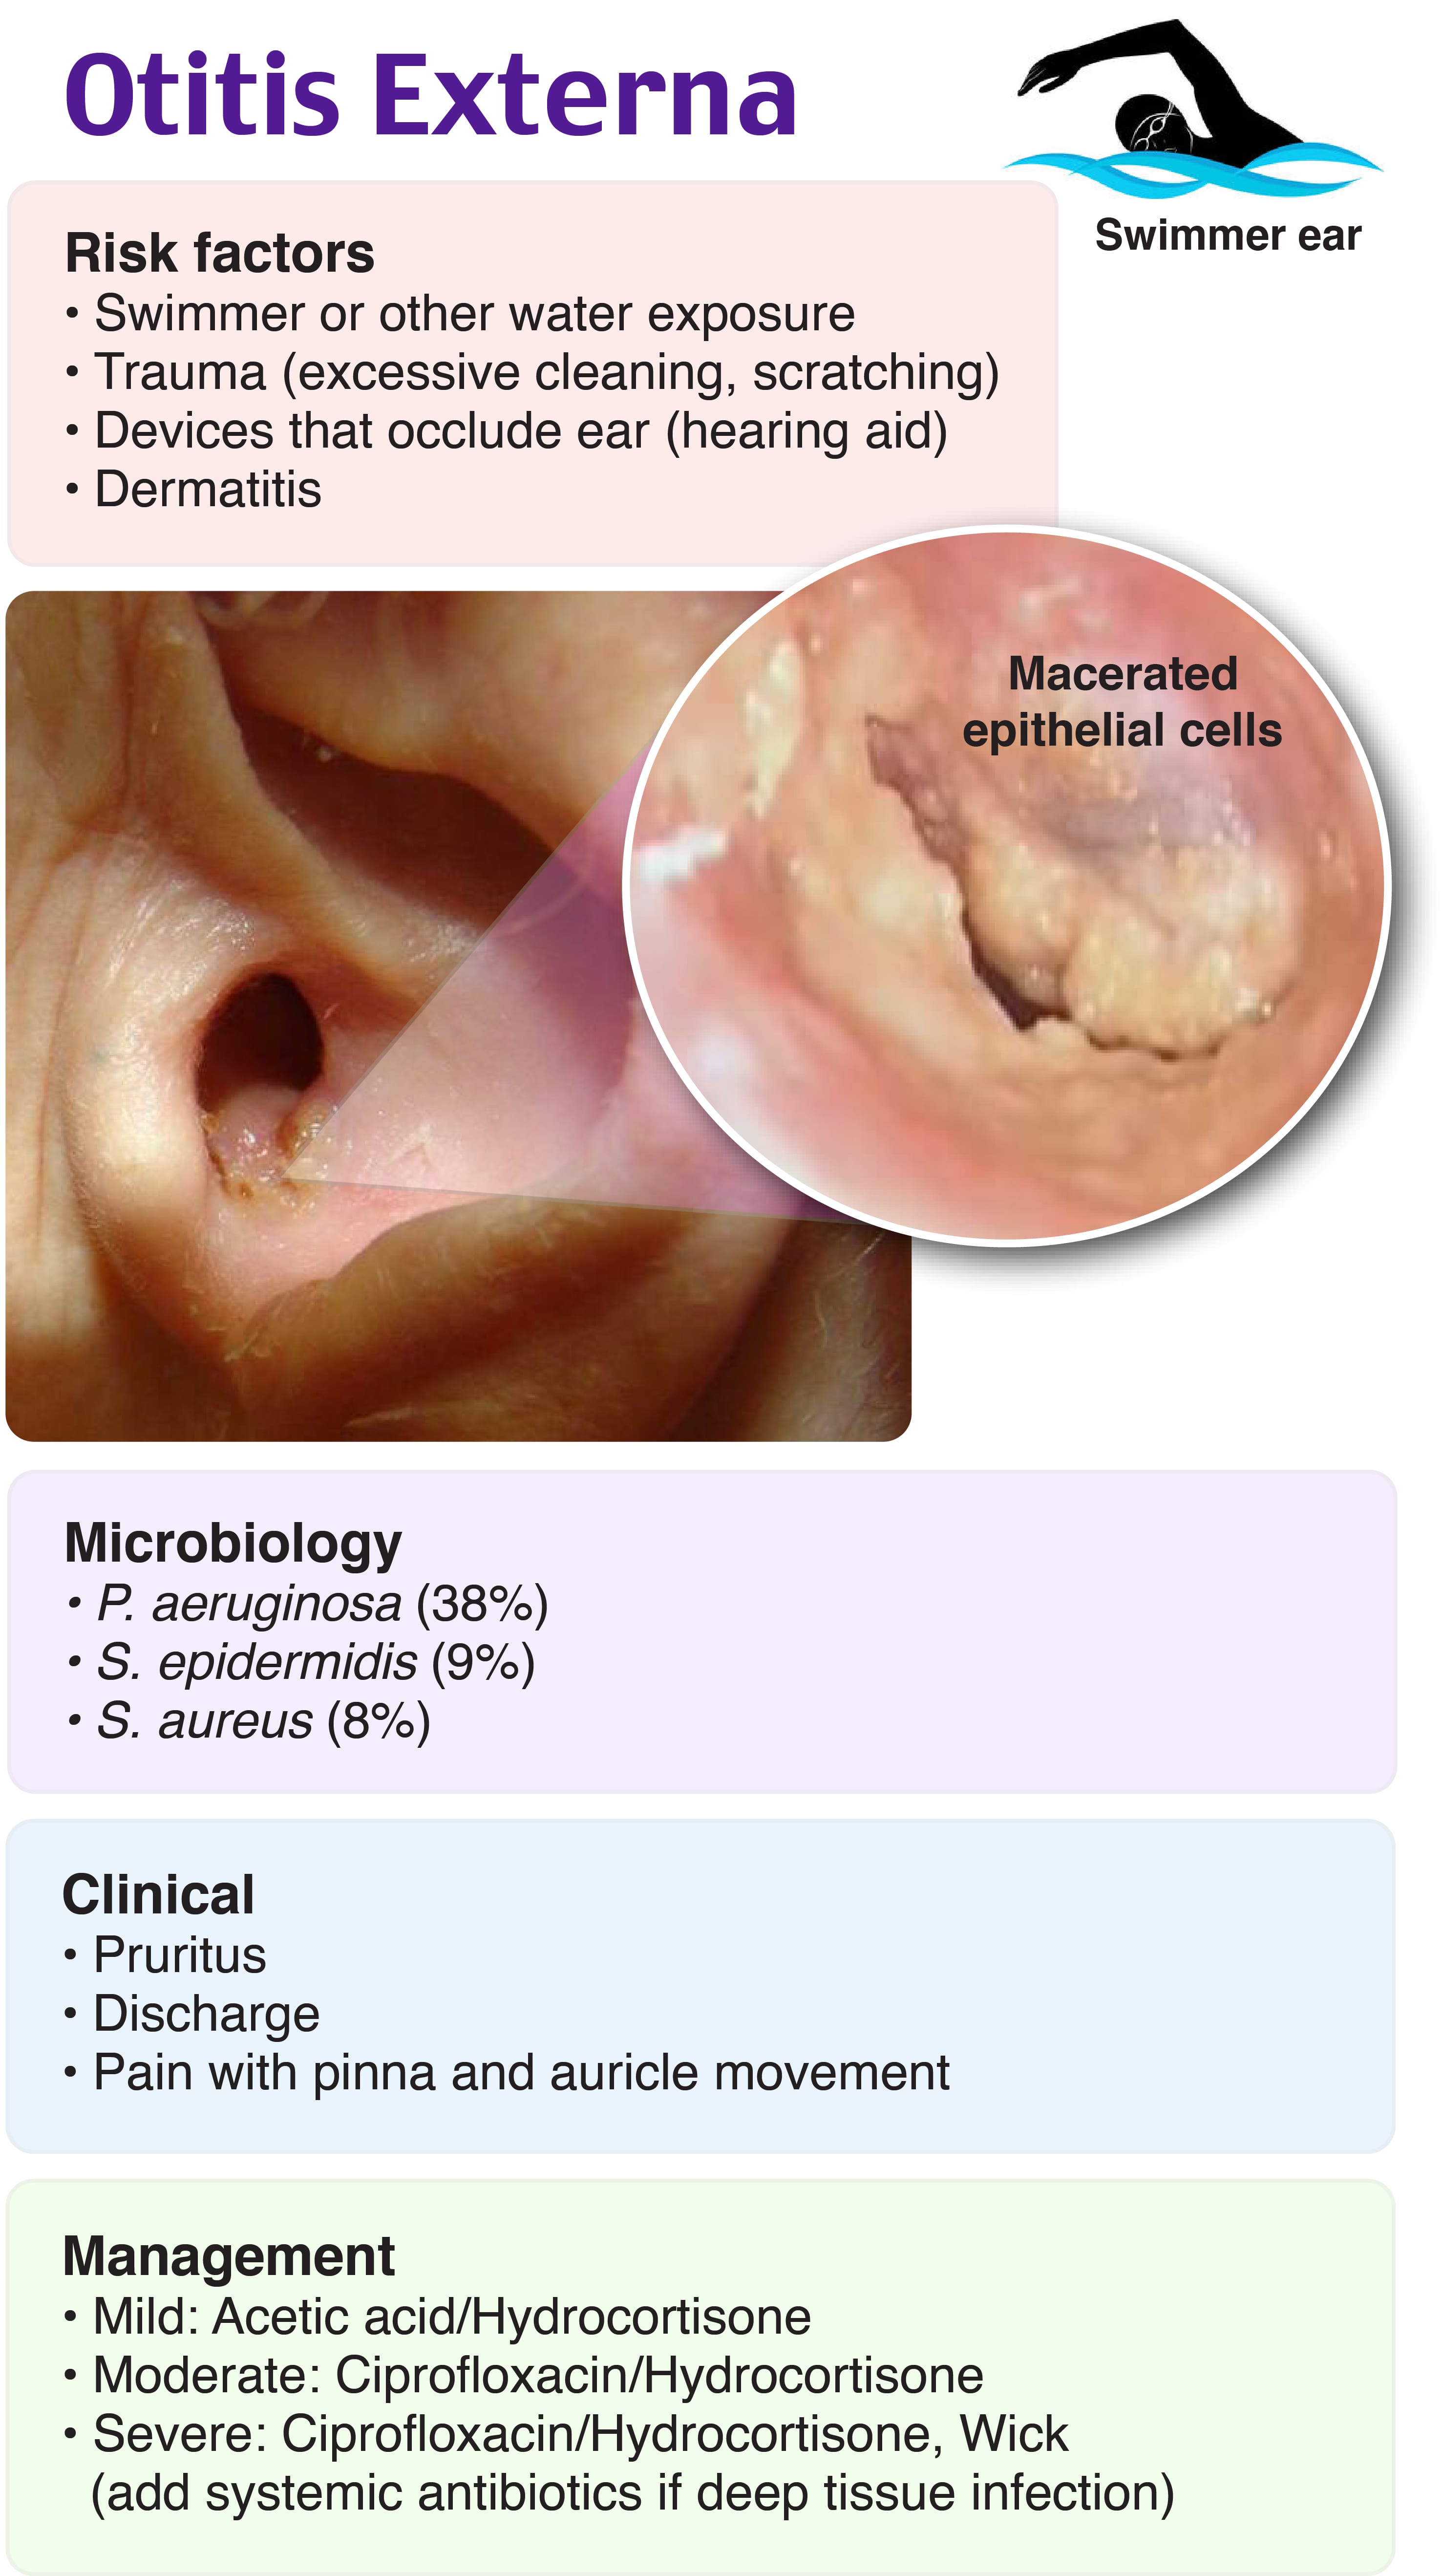 Otitis Externa
Swimmer ear
Risk factors
• Swimmer or other water exposure
• Trauma (excessive cleaning, scratching)
• Devices that occlude ear (hearing aid)
• Dermatitis
Macerated
epithelial cells
Microbiology
• P. aeruginosa (38%)
• S. epidermidis (9%)
• S. aureus (8%)
Clinical
• Pruritus
• Discharge
• Pain with pinna and auricle movement
Management
• Mild: Acetic acid/Hydrocortisone
• Moderate: Ciprofloxacin/Hydrocortisone
• Severe: Ciprofloxacin/Hydrocortisone, Wick
(add systemic antibiotics if deep tissue infection)